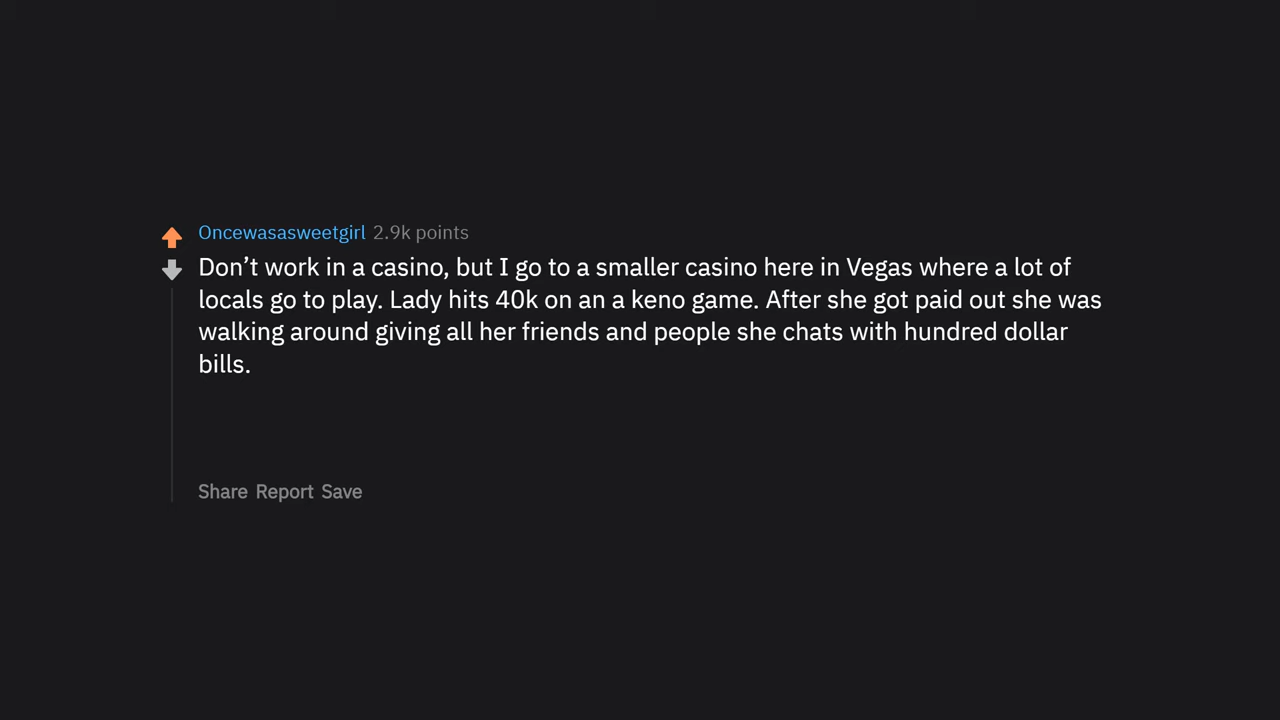 Oncewasasweetgirl 2.9k points
Don’t work in a casino, but I go to a smaller casino here in Vegas where a lot of
locals go to play. Lady hits 40k on an a keno game. After she got paid out she was
walking around giving all her friends and people she chats with hundred dollar
bills.
Share Report Save